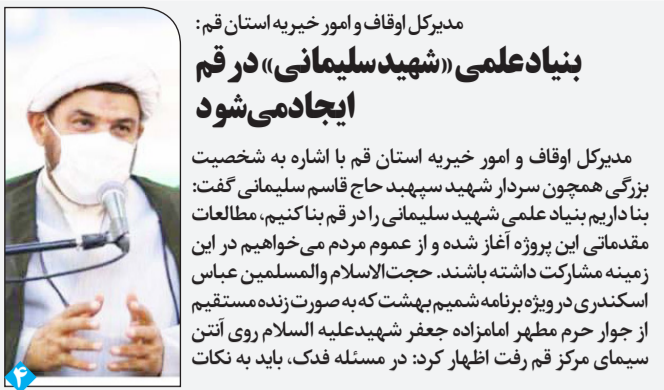 مدیرکل اوقاف و امور خیریه استان قم:
بنیاد علمی «شهید سلیمانی» در قم
ایجاد می‌شود
مدیرکل اوقاف و امور خیریه استان قم با اشاره به شخصیت
بزرگی همچون سردار شهید سپهبد حاج قاسم سلیمانی گفت:
بنا داریم بنیاد علمی شهید سلیمانی را در قم بنا کنیم، مطالعات
مقدماتی این پروژه آغاز شده و از عموم مردم می‌خواهیم در این
زمینه مشارکت داشته باشند. حجت‌الاسلام والمسلمین عباس
اسکندری در ویژه برنامه شمیم بهشت که به صورت زنده مستقیم
از جوار حرم مطهر امامزاده جعفر شهید علیه السلام روی آنتن
سیمای مرکز قم رفت اظهار کرد: در مسئله فدک، باید به نکات
۴